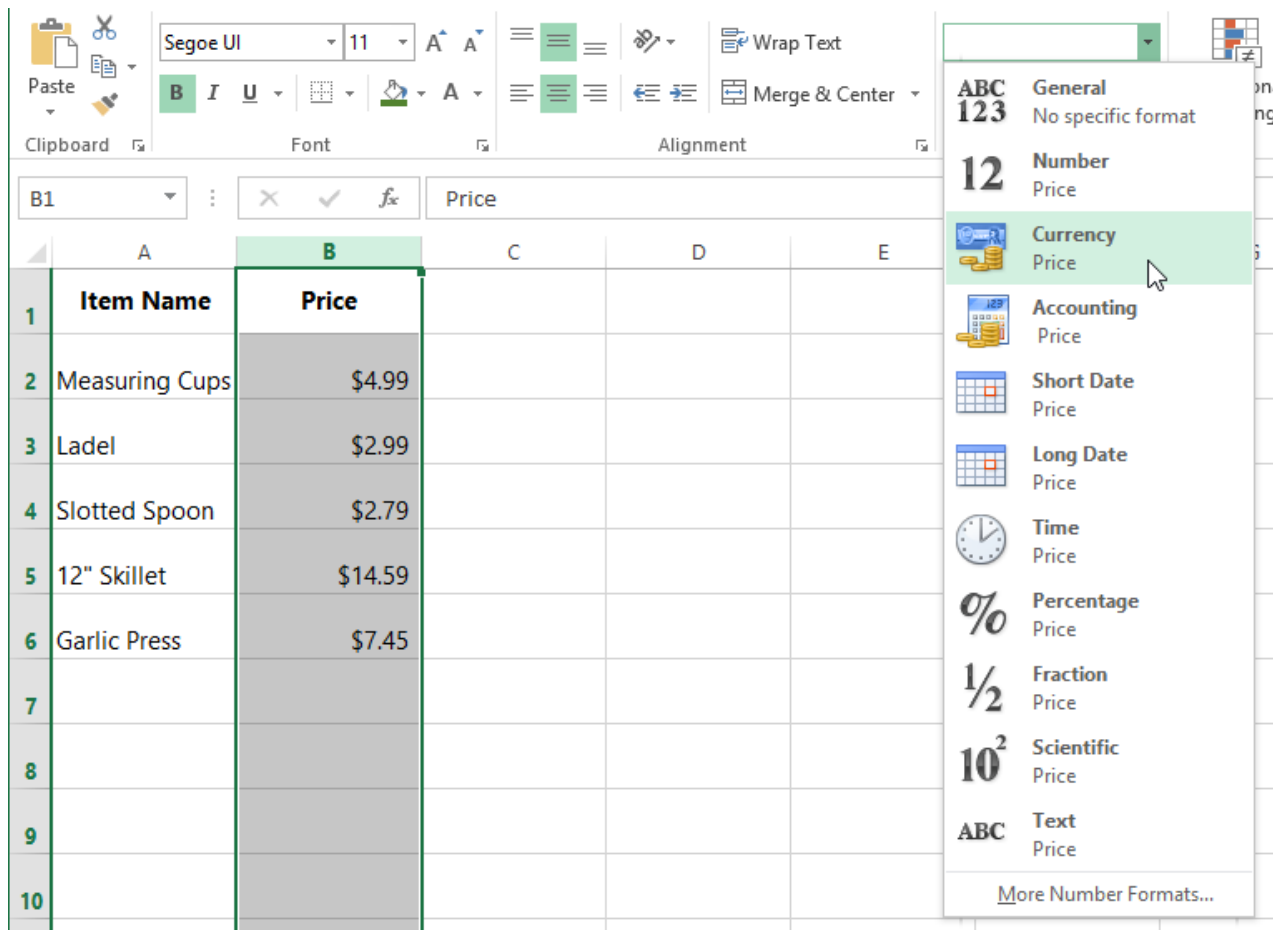 Segoe UI 11 A A Wrap Text
Paste B I U A Merge & Center
Clipboard Font Alignment
B1 fx Price
A B C D E
1 Item Name Price
2 Measuring Cups $4.99
3 Ladel $2.99
4 Slotted Spoon $2.79
5 12" Skillet $14.59
6 Garlic Press $7.45
7
8
9
10
ABC 123 General
No specific format
12 Number
Price
Currency
Price
Accounting
Price
Short Date
Price
Long Date
Price
Time
Price
% Percentage
Price
1/2 Fraction
Price
10² Scientific
Price
ABC Text
Price
More Number Formats...